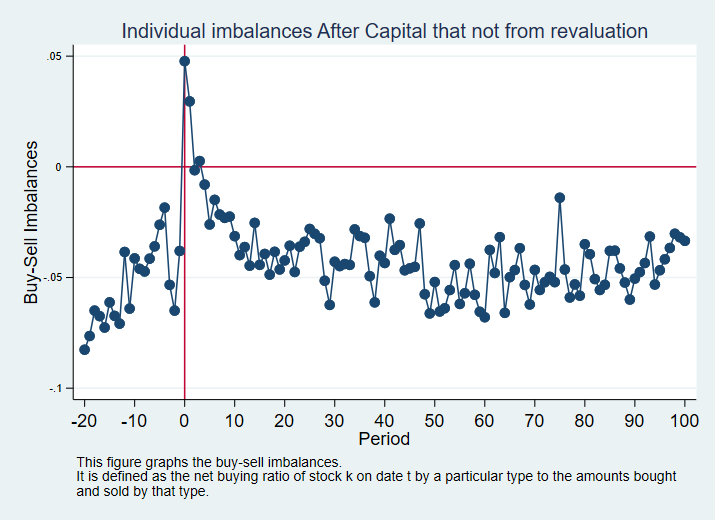 Individual imbalances After Capital that not from revaluation
Buy-Sell Imbalances
.05
0
-.05
-.1
-20 -10 0 10 20 30 40 50 60 70 80 90 100
Period
This figure graphs the buy-sell imbalances.
It is defined as the net buying ratio of stock k on date t by a particular type to the amounts bought
and sold by that type.